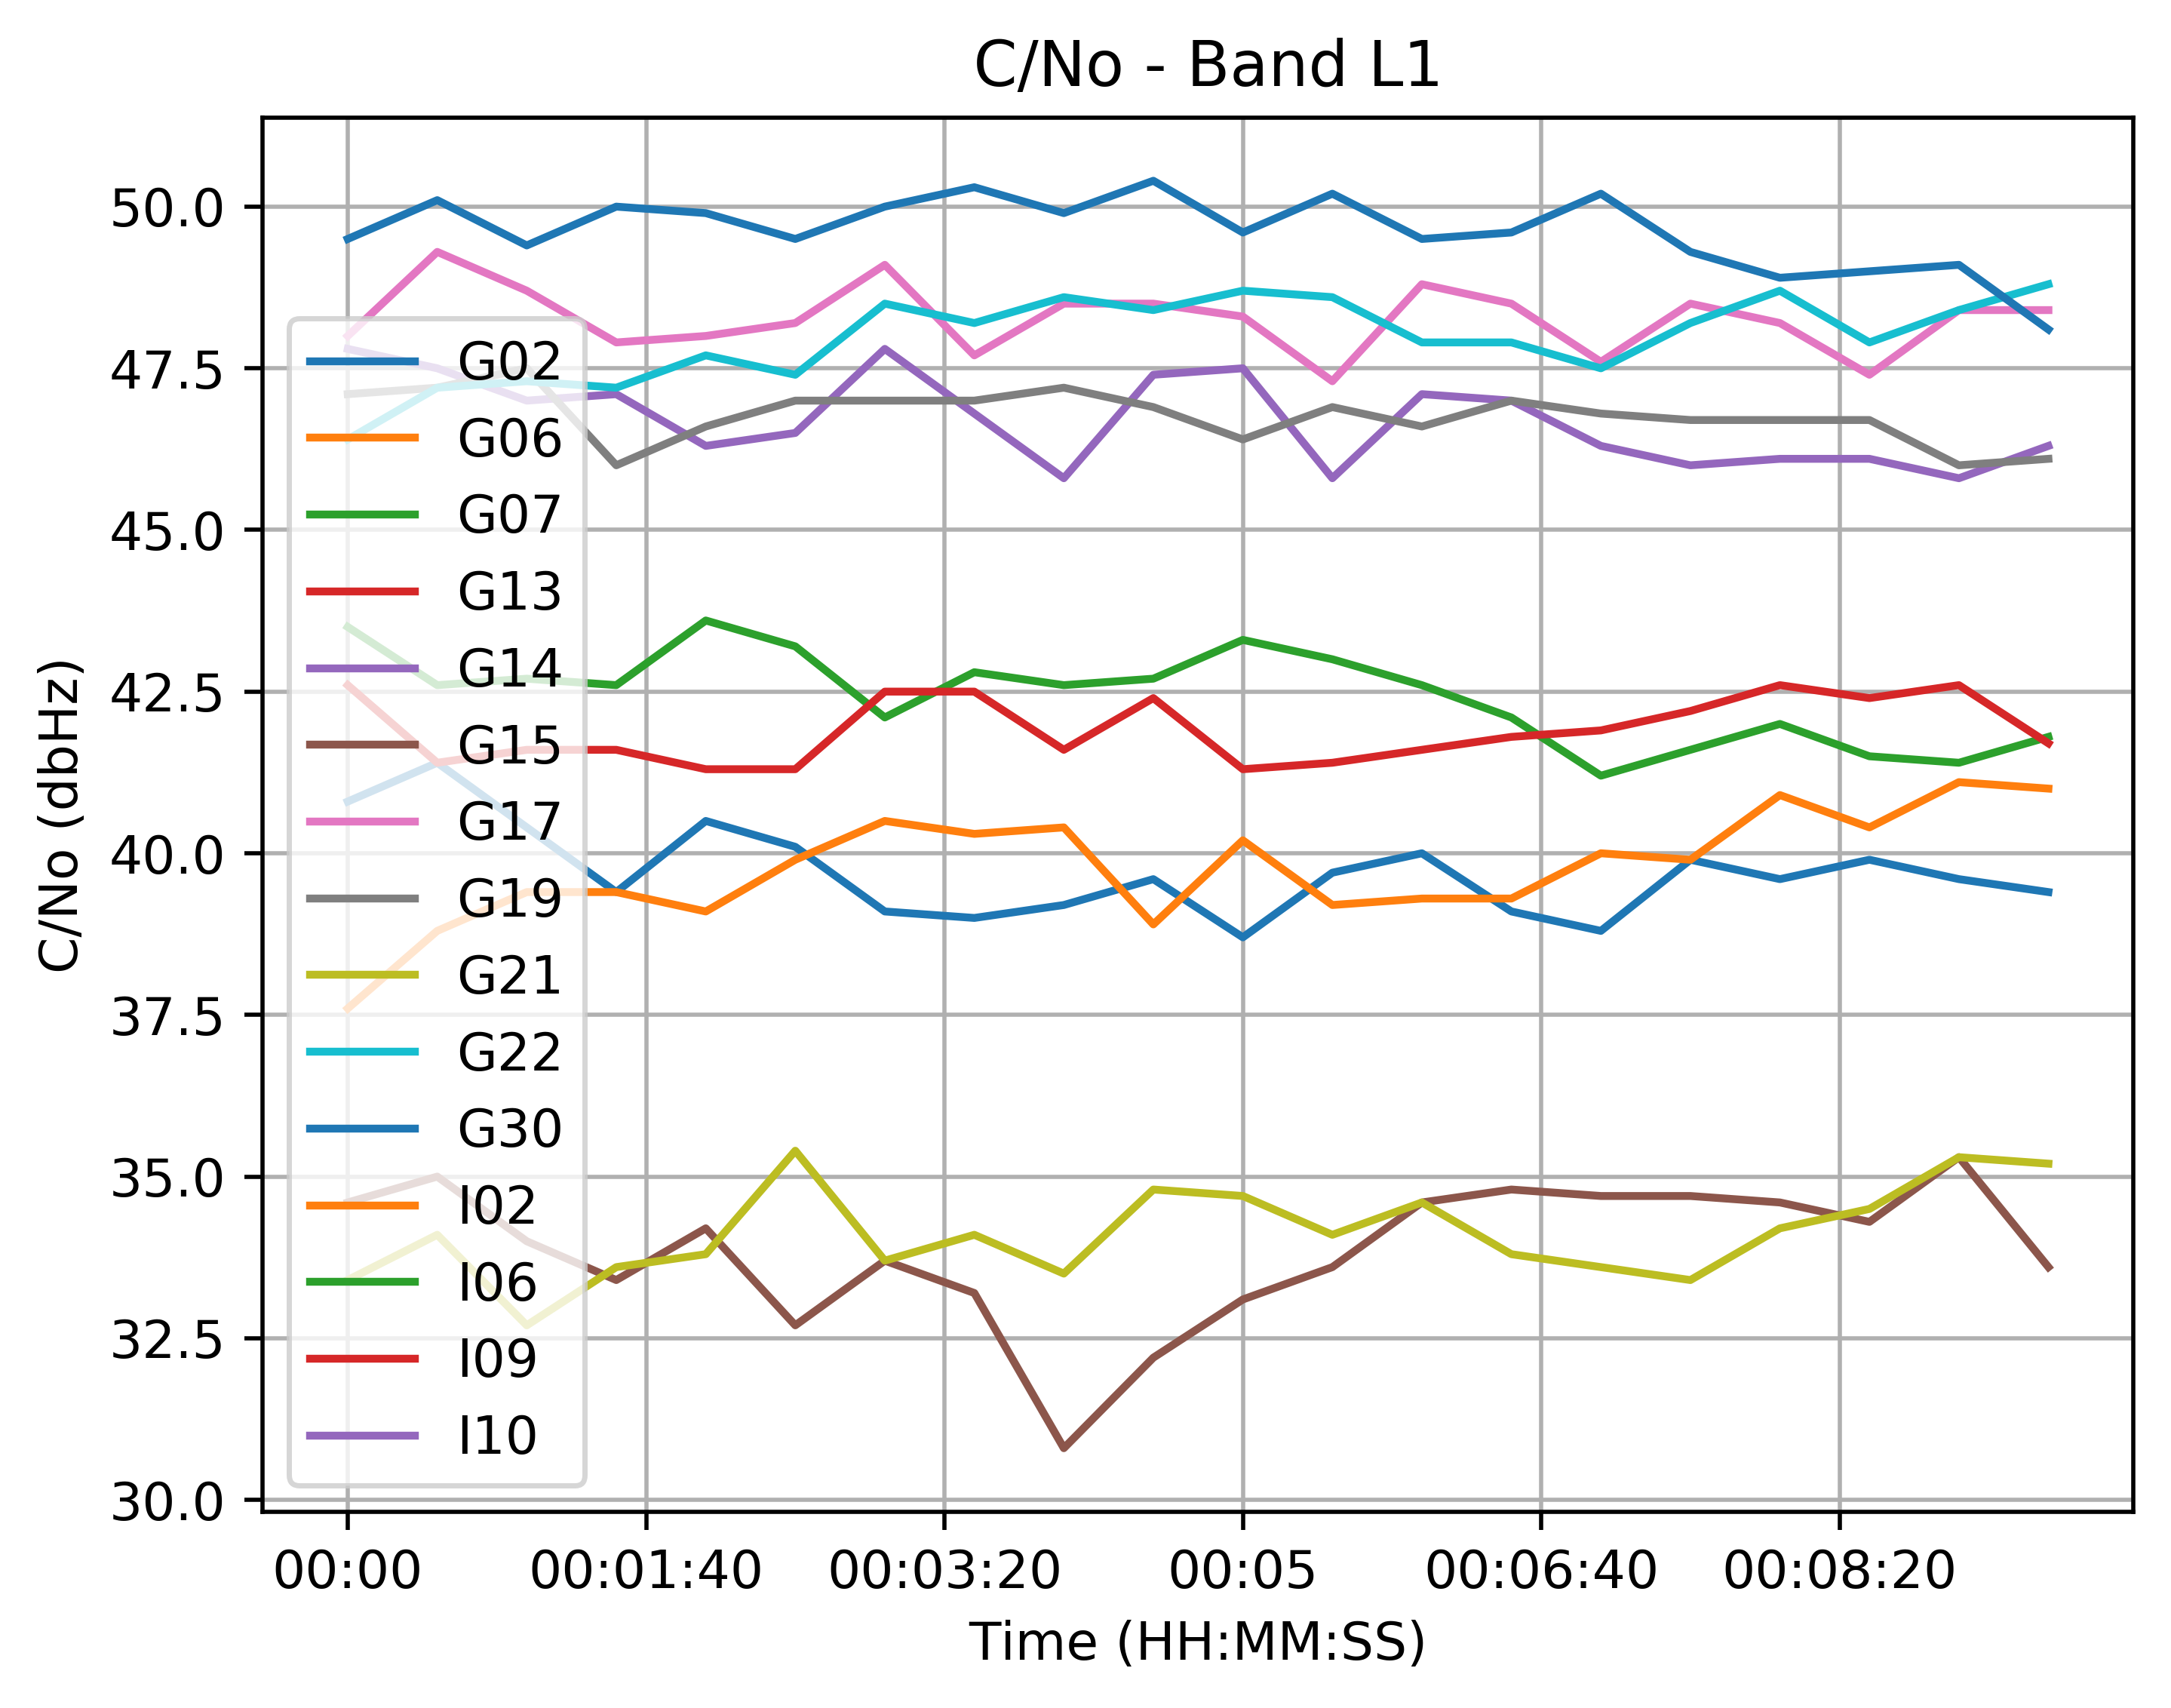 C/No - Band L1
C/No (dbHz)
50.0
47.5
45.0
42.5
40.0
37.5
35.0
32.5
30.0
G02
G06
G07
G13
G14
G15
G17
G19
G21
G22
G30
I02
I06
I09
I10
00:00 00:01:40 00:03:20 00:05 00:06:40 00:08:20
Time (HH:MM:SS)